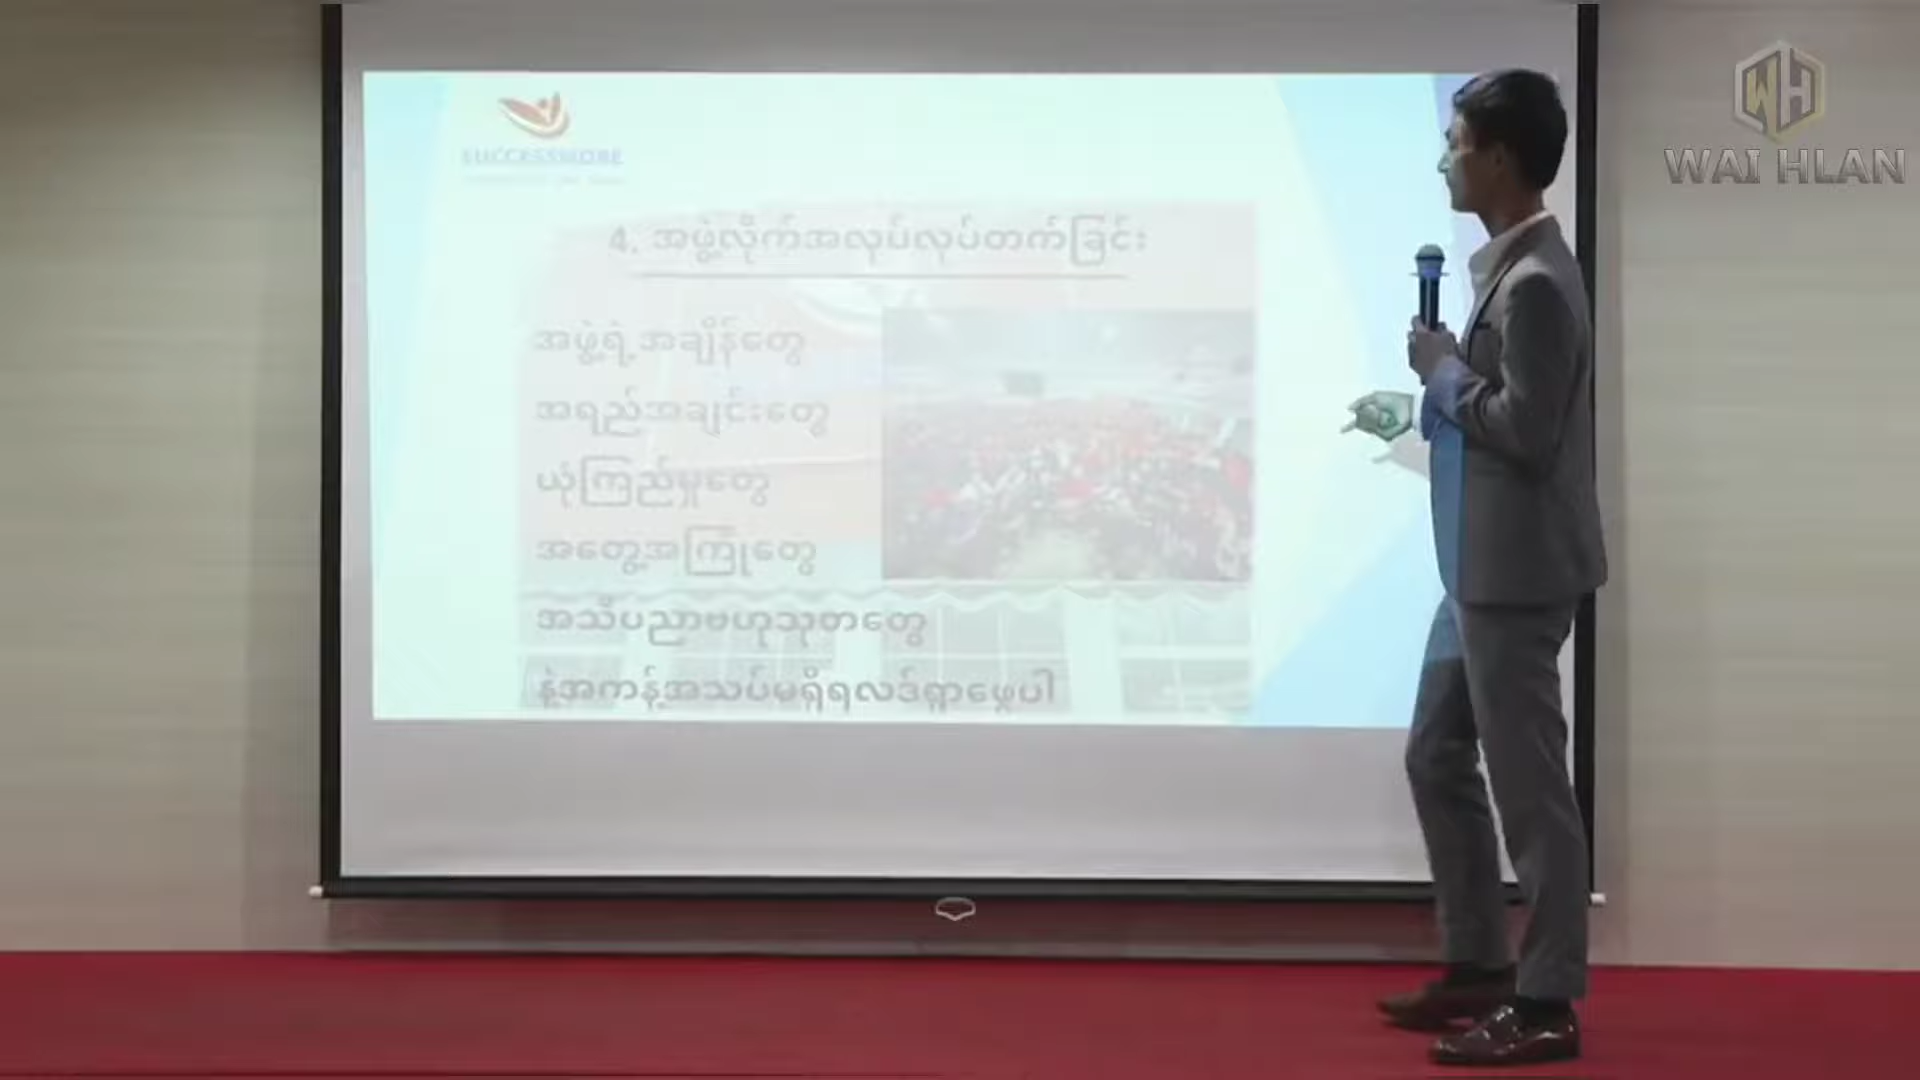 WH
WAI HLAN
SUCCESSMORE
4. အဖွဲ့လိုက်အလုပ်လုပ်တက်ခြင်း
အဖွဲ့ရဲ့အချိန်တွေ
အရည်အချင်းတွေ
ယုံကြည်မှုတွေ
အတွေ့အကြုံတွေ
အသိပညာဗဟုသုတတွေ
နဲ့အကန့်အသပ်မရှိရလဒ်ရှာဖွေပါ